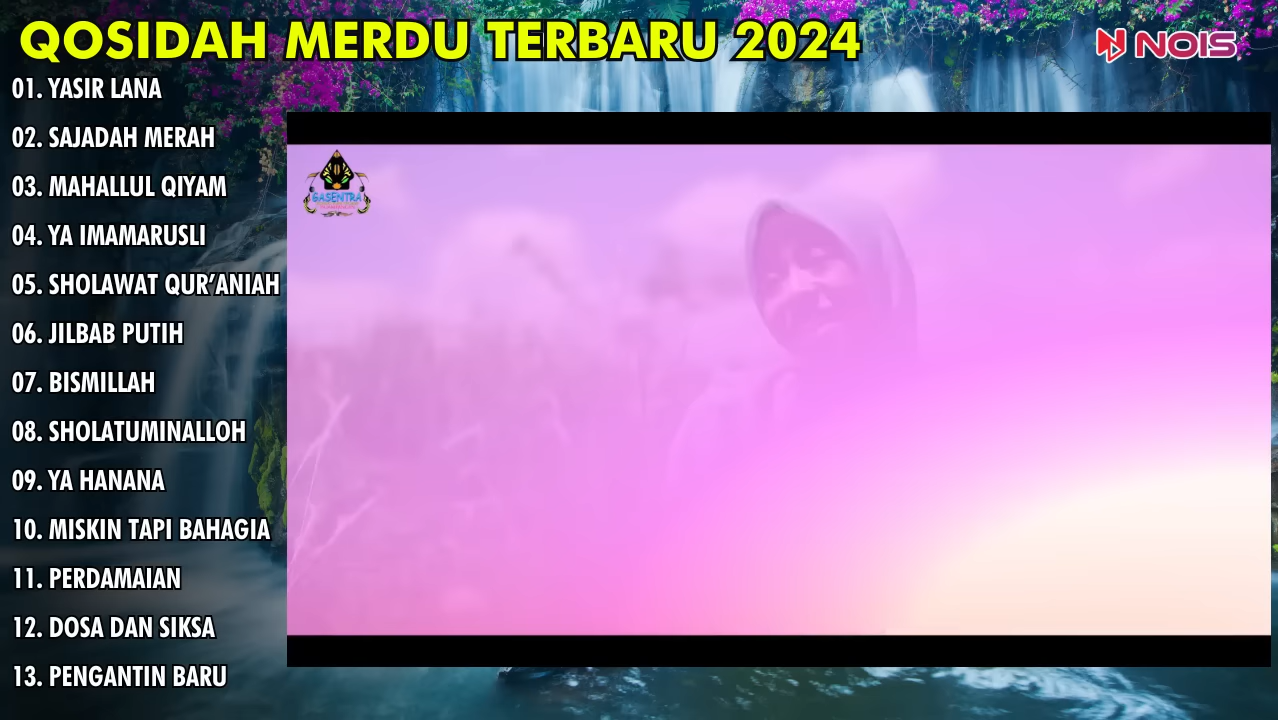 QOSIDAH MERDU TERBARU 2024
NOIS
01. YASIR LANA
02. SAJADAH MERAH
03. MAHALLUL QIYAM
04. YA IMAMARUSLI
05. SHOLAWAT QUR’ANIAH
06. JILBAB PUTIH
07. BISMILLAH
08. SHOLATUMINALLOH
09. YA HANANA
10. MISKIN TAPI BAHAGIA
11. PERDAMAIAN
12. DOSA DAN SIKSA
13. PENGANTIN BARU
GASENTRA